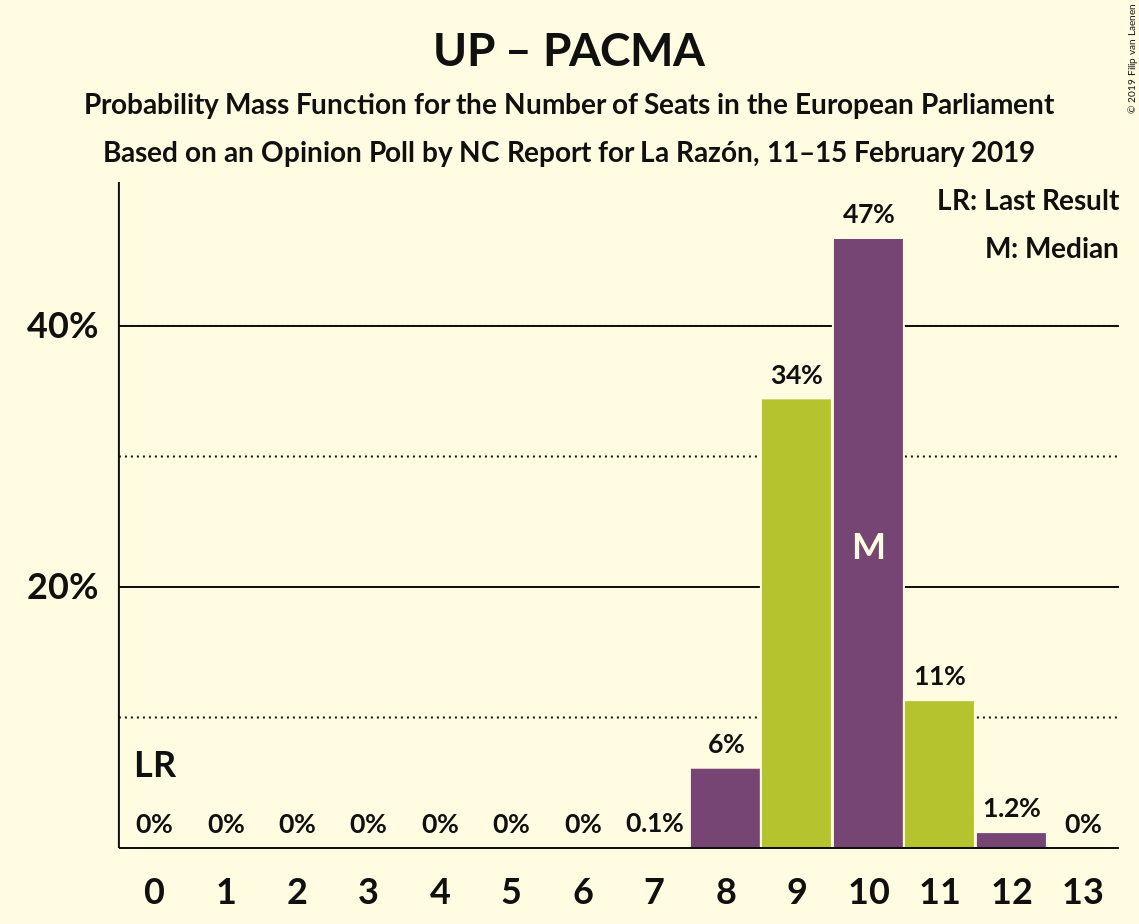 UP – PACMA
Probability Mass Function for the Number of Seats in the European Parliament
Based on an Opinion Poll by NC Report for La Razón, 11–15 February 2019
© 2019 Filip van Laenen
LR: Last Result
M: Median
47%
40%
34%
M
20%
11%
6%
LR
1.2%
0% 0% 0% 0% 0% 0% 0% 0.1% 0%
0 1 2 3 4 5 6 7 8 9 10 11 12 13